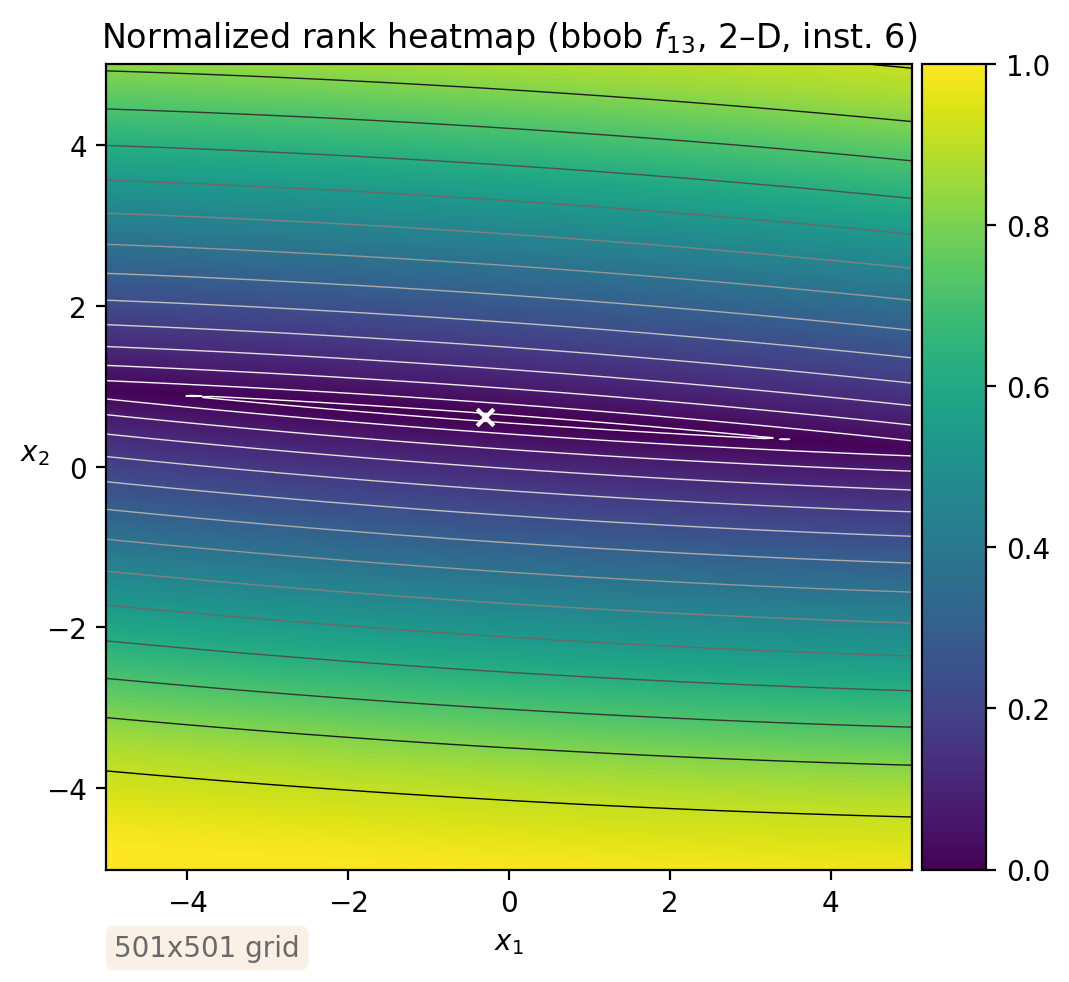 Normalized rank heatmap (bbob f₁₃, 2–D, inst. 6)
1.0
0.8
0.6
0.4
0.2
0.0
4
2
0
−2
−4
x₂
−4 −2 0 2 4
x₁
501x501 grid